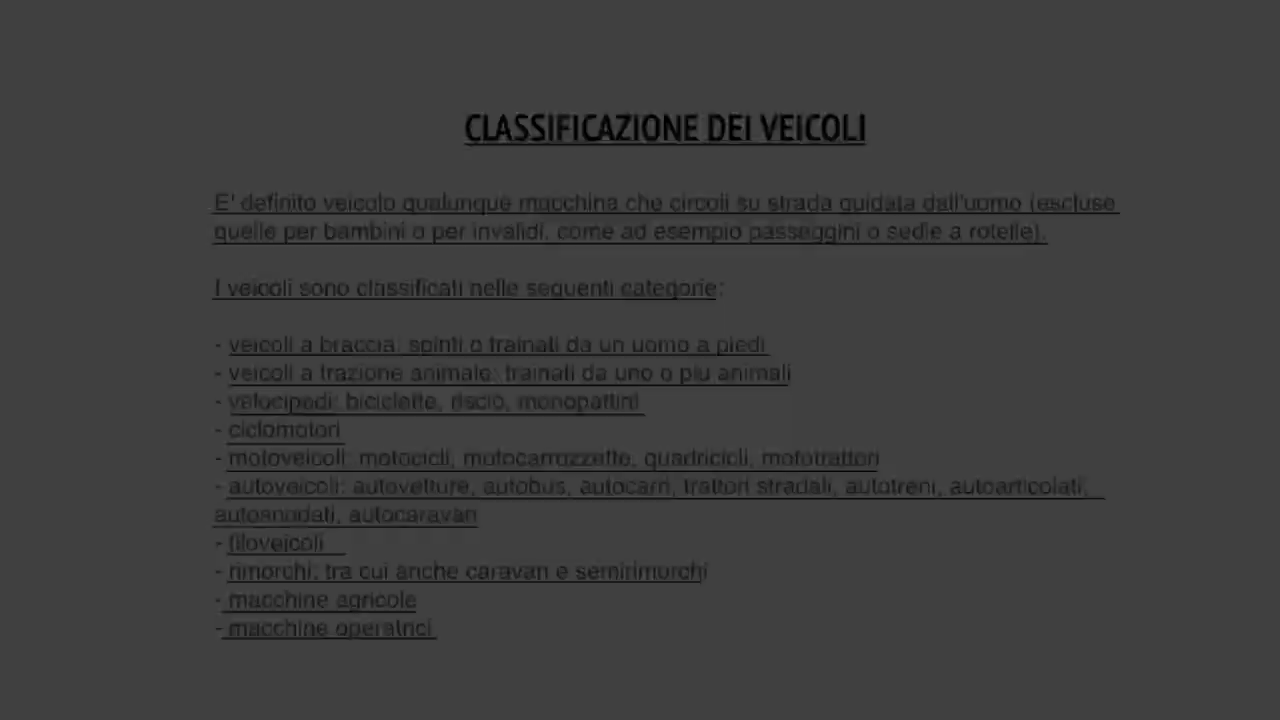 CLASSIFICAZIONE DEI VEICOLI
E' definito veicolo qualunque macchina che circoli su strada guidata dall'uomo (escluse
quelle per bambini o per invalidi, come ad esempio passeggini o sedie a rotelle).
I veicoli sono classificati nelle seguenti categorie:
- veicoli a braccia: spinti o trainati da un uomo a piedi
- veicoli a trazione animale: trainati da uno o più animali
- velocipedi: biciclette, risciò, monopattini
- ciclomotori
- motoveicoli: motocicli, motocarrozzette, quadricicli, mototrattori
- autoveicoli: autovetture, autobus, autocarri, trattori stradali, autotreni, autoarticolati,
autosnodati, autocaravan
- filoveicoli
- rimorchi: tra cui anche caravan e semirimorchi
- macchine agricole
- macchine operatrici